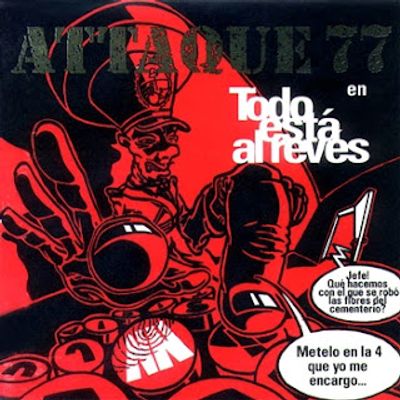 ATTAQUE 77
en
Todo
está
al revés
Jefe!
Qué hacemos
con el que se robó
las flores del
cementerio?
Metelo en la 4
que yo me
encargo...